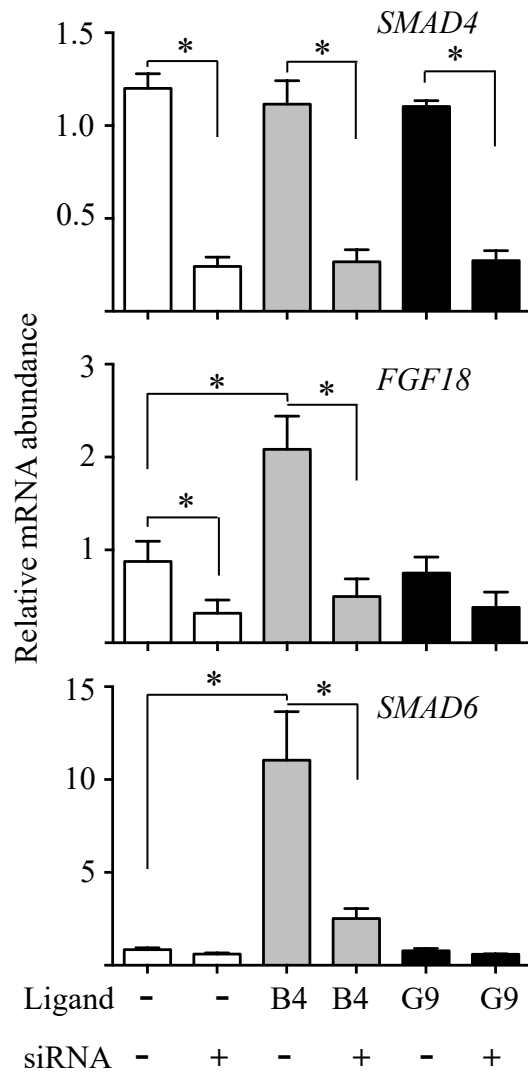 SMAD4
1.5
*
*
*
1.0
0.5
Relative mRNA abundance
3
FGF18
*
*
2
*
1
15
SMAD6
*
*
10
5
Ligand - - B4 B4 G9 G9
siRNA - + - + - +